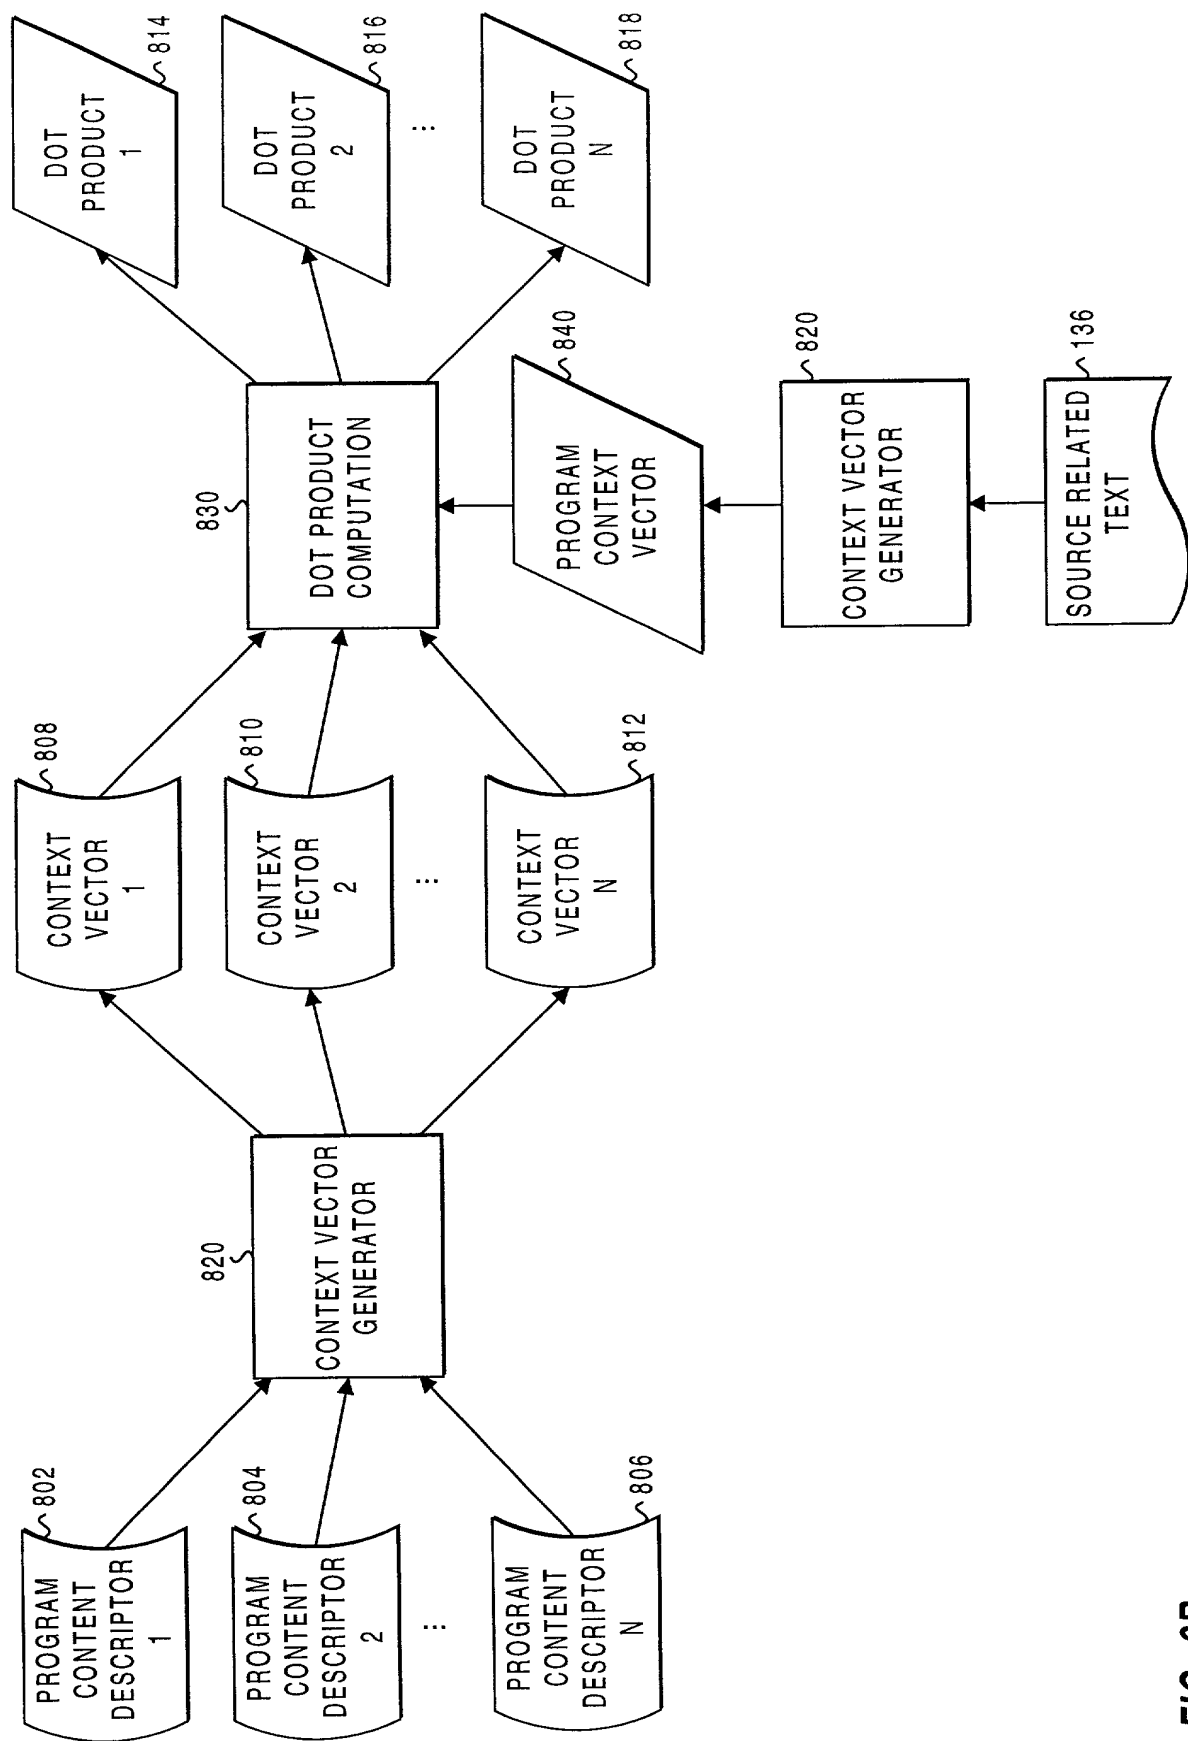 PROGRAM
CONTENT
DESCRIPTOR
1
802
PROGRAM
CONTENT
DESCRIPTOR
2
804
...
PROGRAM
CONTENT
DESCRIPTOR
N
806
820
CONTEXT VECTOR
GENERATOR
CONTEXT
VECTOR
1
808
CONTEXT
VECTOR
2
810
...
CONTEXT
VECTOR
N
812
830
DOT PRODUCT
COMPUTATION
PROGRAM
CONTEXT
VECTOR
840
CONTEXT VECTOR
GENERATOR
820
SOURCE RELATED
TEXT
136
DOT
PRODUCT
1
814
DOT
PRODUCT
2
816
...
DOT
PRODUCT
N
818
FIG.